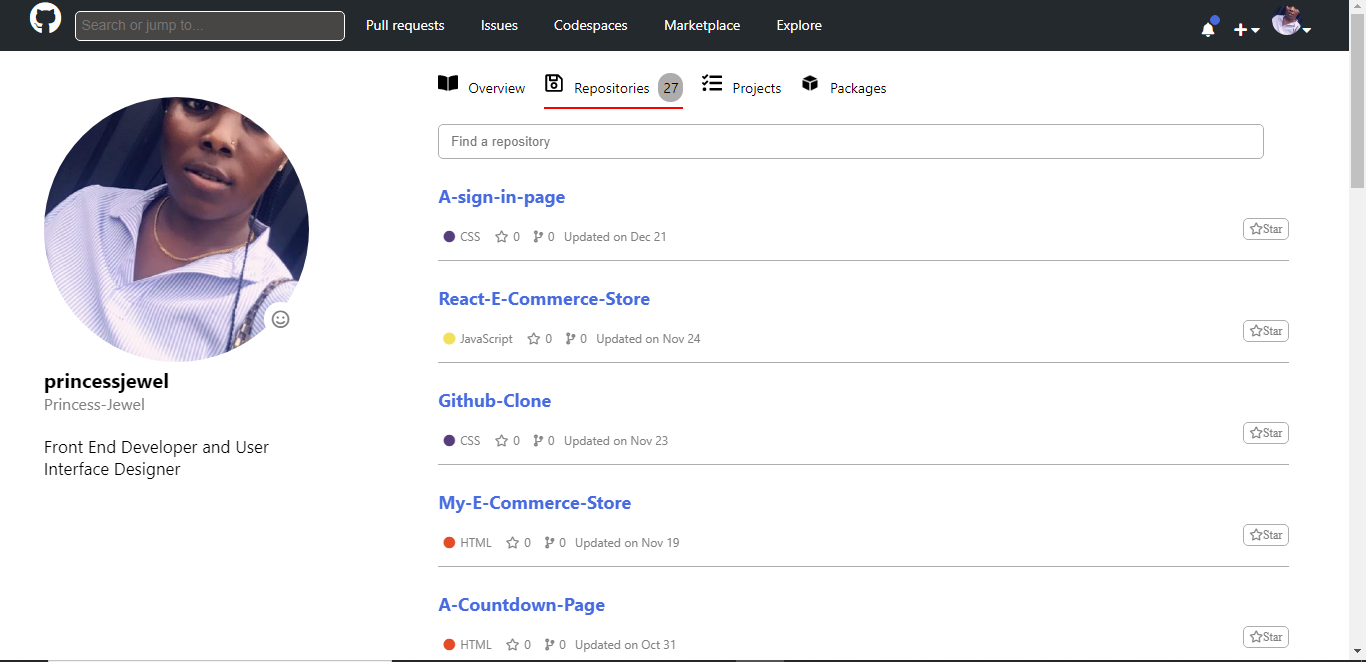 Search or jump to...
Pull requests
Issues
Codespaces
Marketplace
Explore
Overview
Repositories 27
Projects
Packages
princessjewel
Princess-Jewel
Front End Developer and User
Interface Designer
Find a repository
A-sign-in-page
CSS 0 0 Updated on Dec 21
Star
React-E-Commerce-Store
JavaScript 0 0 Updated on Nov 24
Star
Github-Clone
CSS 0 0 Updated on Nov 23
Star
My-E-Commerce-Store
HTML 0 0 Updated on Nov 19
Star
A-Countdown-Page
HTML 0 0 Updated on Oct 31
Star